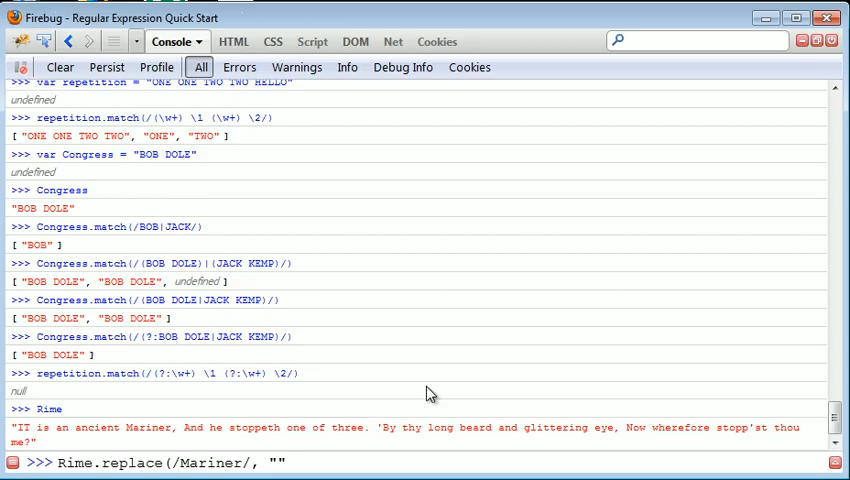 Firebug - Regular Expression Quick Start
Console HTML CSS Script DOM Net Cookies
Clear Persist Profile All Errors Warnings Info Debug Info Cookies
>>> var repetition = "ONE ONE TWO TWO HELLO"
undefined
>>> repetition.match(/(\w+) \1 (\w+) \2/)
["ONE ONE TWO TWO", "ONE", "TWO"]
>>> var Congress = "BOB DOLE"
undefined
>>> Congress
"BOB DOLE"
>>> Congress.match(/BOB|JACK/)
["BOB"]
>>> Congress.match(/(BOB DOLE)|(JACK KEMP)/)
["BOB DOLE", "BOB DOLE", undefined]
>>> Congress.match(/(BOB DOLE|JACK KEMP)/)
["BOB DOLE", "BOB DOLE"]
>>> Congress.match(/(?:BOB DOLE|JACK KEMP)/)
["BOB DOLE"]
>>> repetition.match(/(?:\w+) \1 (?:\w+) \2/)
null
>>> Rime
"IT is an ancient Mariner, And he stoppeth one of three. 'By thy long beard and glittering eye, Now wherefore stopp'st thou
me?"
>>> Rime.replace(/Mariner/, ""